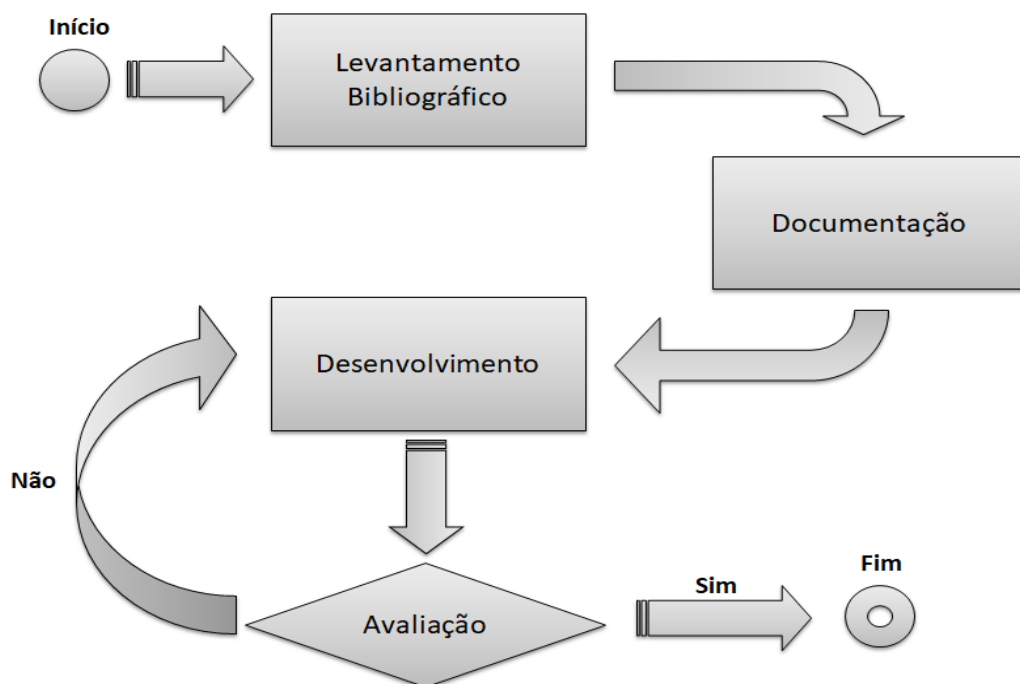 Início
Levantamento
Bibliográfico
Documentação
Desenvolvimento
Não
Avaliação
Sim
Fim